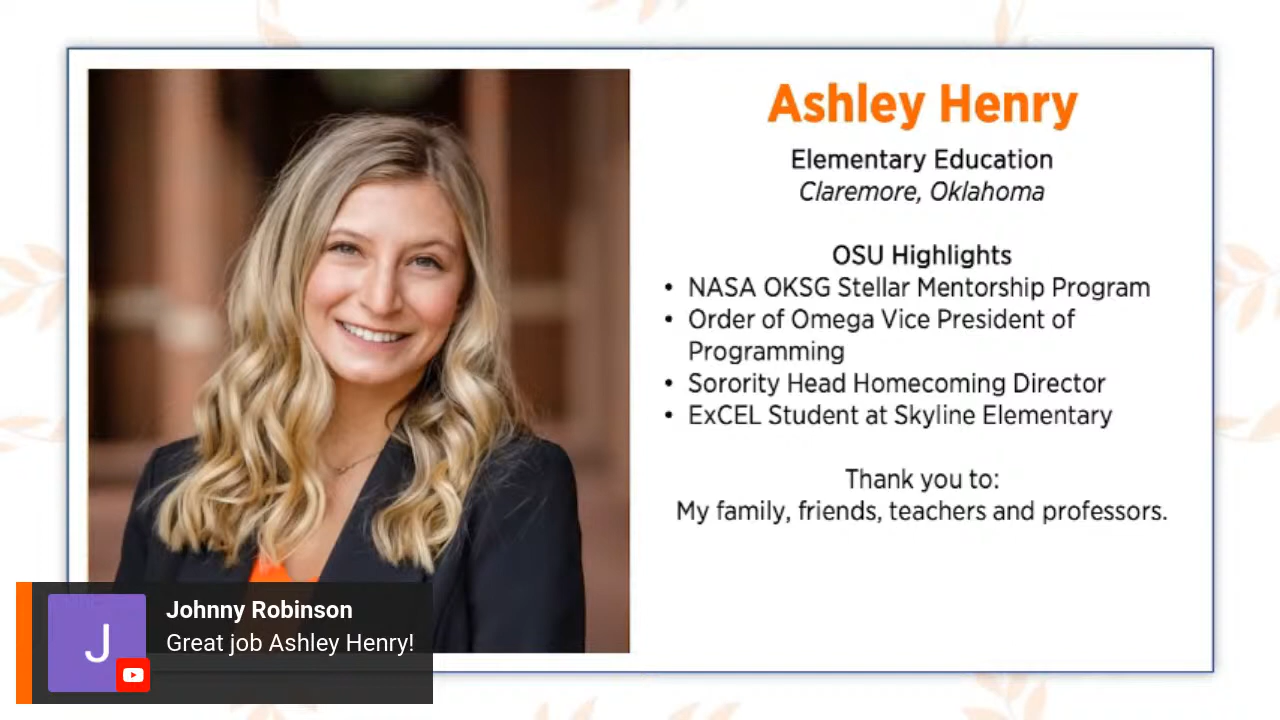 Ashley Henry
Elementary Education
Claremore, Oklahoma
OSU Highlights
• NASA OKSG Stellar Mentorship Program
• Order of Omega Vice President of
Programming
• Sorority Head Homecoming Director
• ExCEL Student at Skyline Elementary
Thank you to:
My family, friends, teachers and professors.
J
Johnny Robinson
Great job Ashley Henry!